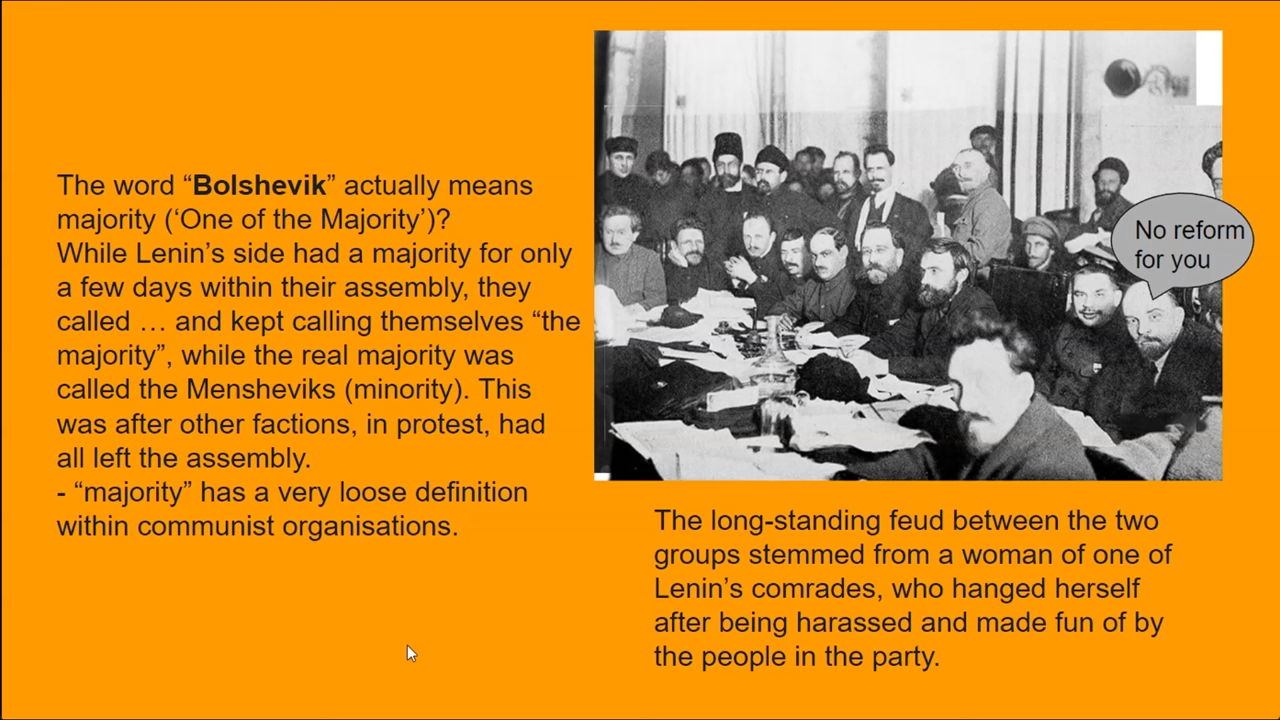 The word “Bolshevik” actually means
majority (‘One of the Majority’)?
While Lenin’s side had a majority for only
a few days within their assembly, they
called … and kept calling themselves “the
majority”, while the real majority was
called the Mensheviks (minority). This
was after other factions, in protest, had
all left the assembly.
- “majority” has a very loose definition
within communist organisations.
No reform
for you
The long-standing feud between the two
groups stemmed from a woman of one of
Lenin’s comrades, who hanged herself
after being harassed and made fun of by
the people in the party.